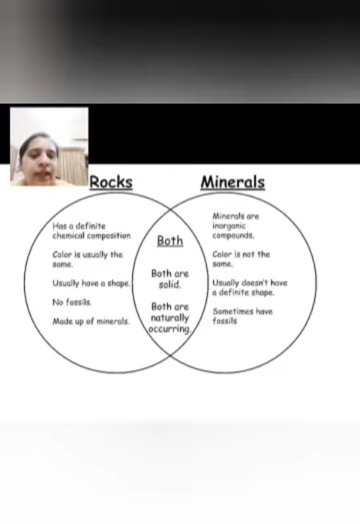 Rocks
Minerals
Has a definite
chemical composition
Color is usually the
same.
Usually have a shape.
No fossils.
Made up of minerals.
Both
Both are
solid.
Both are
naturally
occurring.
Minerals are
inorganic
compounds.
Color is not the
same.
Usually doesn't have
a definite shape.
Sometimes have
fossils